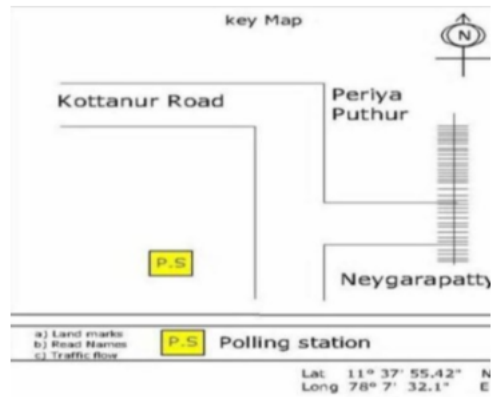 key Map
N
Kottanur Road
Periya
Puthur
P.S
Neygarapatty
a) Land marks
b) Road Names
c) Traffic flow
P.S Polling station
Lat 11° 37' 55.42" N
Long 78° 7' 32.1" E